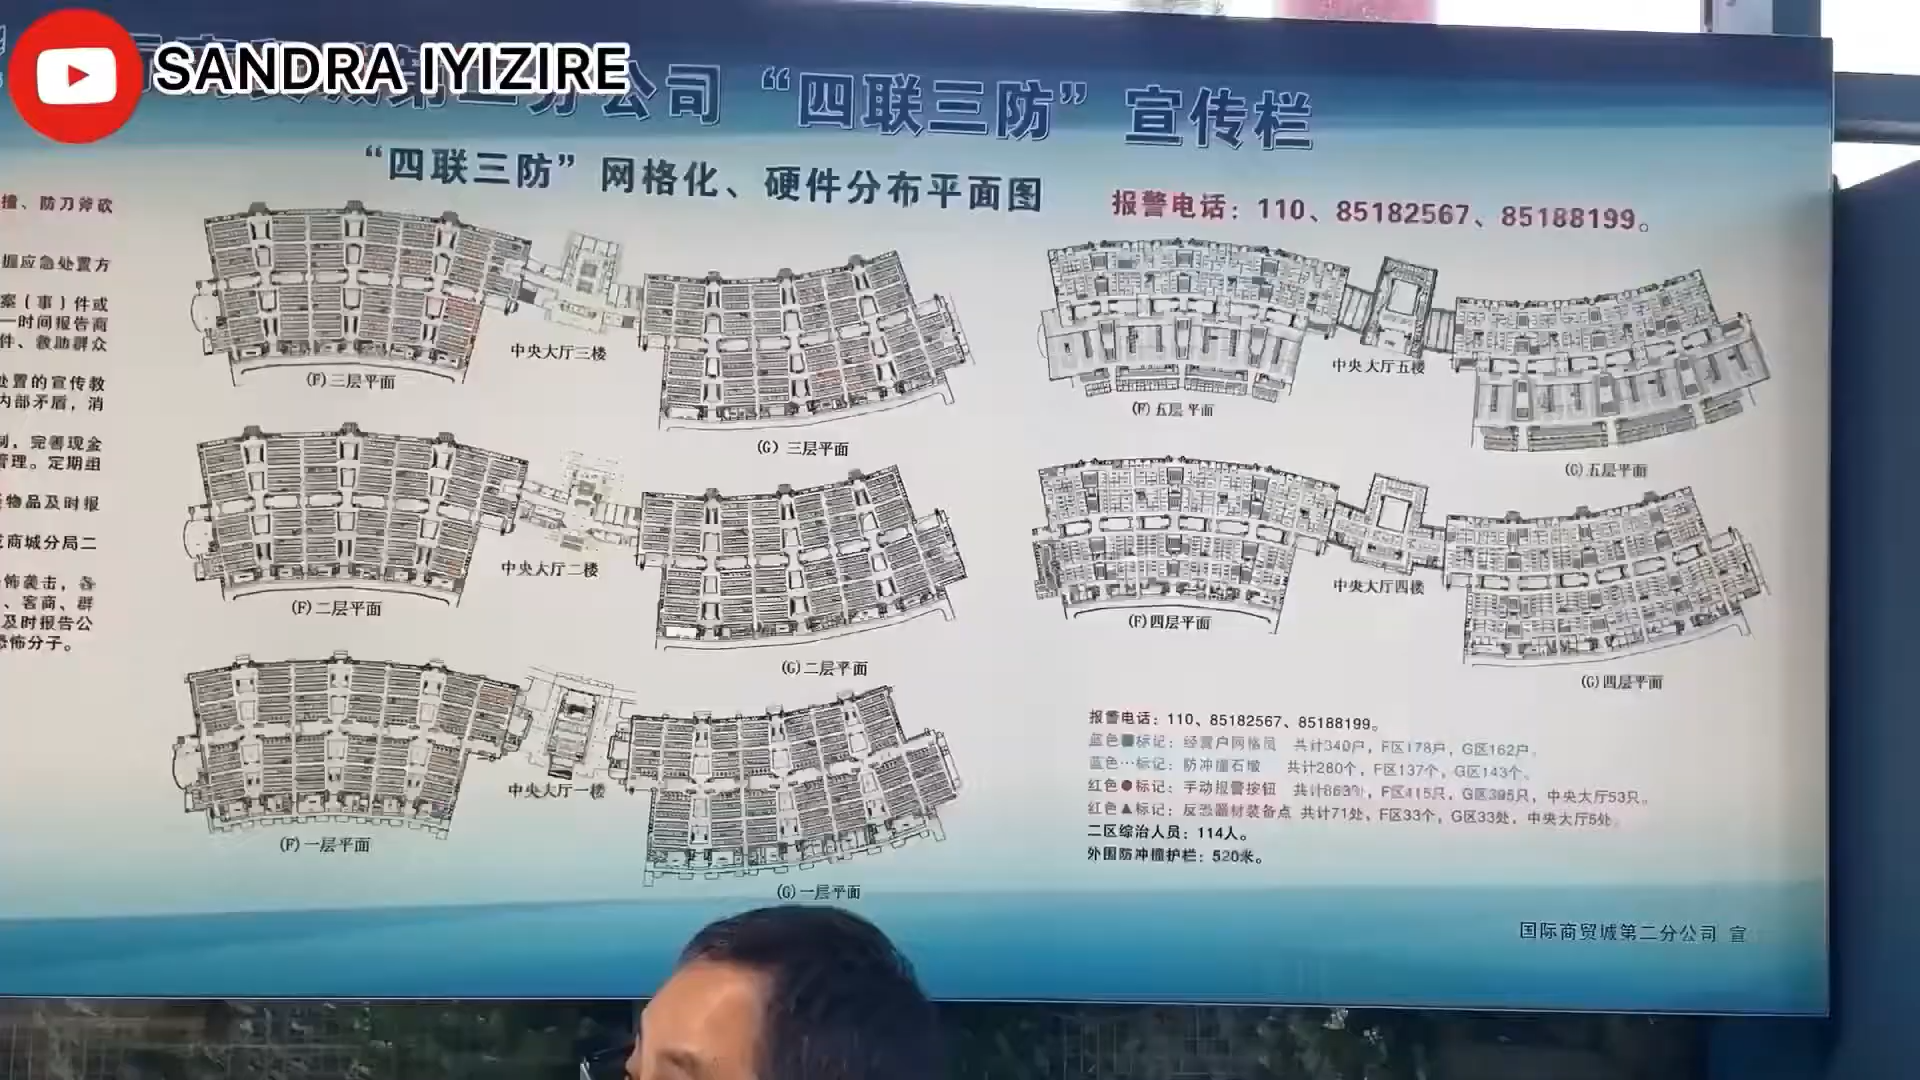 SANDRA IYIZIRE
第二分公司“四联三防”宣传栏
“四联三防”网格化、硬件分布平面图
报警电话：110、85182567、85188199。
撞、防刀斧砍
握应急处置方
案（事）件或
一时间报告商
件、救助群众
处置的宣传教
内部矛盾，消
制，完善现金
管理。定期组
物品及时报
商城分局二
怖袭击，各
、客商、群
及时报告公
恐怖分子。
(F)三层平面
中央大厅三楼
(G)三层平面
(F)五层平面
中央大厅五楼
(G)五层平面
(F)二层平面
中央大厅二楼
(G)二层平面
(F)四层平面
中央大厅四楼
(G)四层平面
(F)一层平面
中央大厅一楼
(G)一层平面
报警电话：110、85182567、85188199。
蓝色■标记：经营户网格员 共计340户，F区178户，G区162户。
蓝色…标记：防冲撞石墩 共计280个，F区137个，G区143个。
红色●标记：手动报警按钮 共计863只，F区415只，G区395只，中央大厅53只。
红色▲标记：反恐器材装备点 共计71处，F区33个，G区33处，中央大厅5处。
二区综治人员：114人。
外围防冲撞护栏：520米。
国际商贸城第二分公司 宣